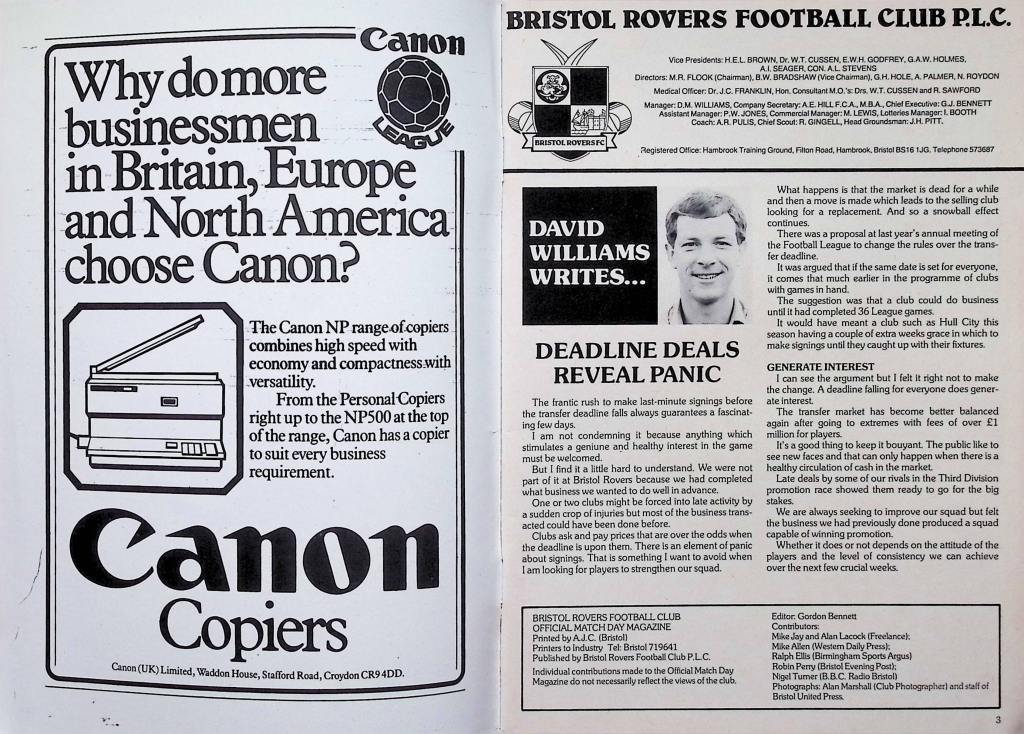 Canon
LEAGUE
Why do more
businessmen
in Britain, Europe
and North America
choose Canon?
The Canon NP range of copiers
combines high speed with
economy and compactness with
versatility.
From the Personal Copiers
right up to the NP500 at the top
of the range, Canon has a copier
to suit every business
requirement.
Canon
Copiers
Canon (UK) Limited, Waddon House, Stafford Road, Croydon CR9 4DD.
BRISTOL ROVERS FOOTBALL CLUB P.L.C.
BRISTOL ROVERS FC
Vice Presidents: H.E.L. BROWN, Dr. W.T. CUSSEN, E.W.H. GODFREY, G.A.W. HOLMES,
A.I. SEAGER, CON. A.L. STEVENS
Directors: M.R. FLOOK (Chairman), B.W. BRADSHAW (Vice Chairman), G.H. HOLE, A. PALMER, N. ROYDON
Medical Officer: Dr. J.C. FRANKLIN, Hon. Consultant M.O.'s: Drs. W.T. CUSSEN and R. SAWFORD
Manager: D.M. WILLIAMS, Company Secretary: A.E. HILL F.C.A., M.B.A., Chief Executive: G.J. BENNETT
Assistant Manager: P.W. JONES, Commercial Manager: M. LEWIS, Lotteries Manager: I. BOOTH
Coach: A.R. PULIS, Chief Scout: R. GINGELL, Head Groundsman: J.H. PITT.
Registered Office: Hambrook Training Ground, Filton Road, Hambrook, Bristol BS16 1JG. Telephone 573687
DAVID
WILLIAMS
WRITES...
DEADLINE DEALS
REVEAL PANIC
The frantic rush to make last-minute signings before
the transfer deadline falls always guarantees a fascinat-
ing few days.
I am not condemning it because anything which
stimulates a geniune and healthy interest in the game
must be welcomed.
But I find it a little hard to understand. We were not
part of it at Bristol Rovers because we had completed
what business we wanted to do well in advance.
One or two clubs might be forced into late activity by
a sudden crop of injuries but most of the business trans-
acted could have been done before.
Clubs ask and pay prices that are over the odds when
the deadline is upon them. There is an element of panic
about signings. That is something I want to avoid when
I am looking for players to strengthen our squad.
What happens is that the market is dead for a while
and then a move is made which leads to the selling club
looking for a replacement. And so a snowball effect
continues.
There was a proposal at last year's annual meeting of
the Football League to change the rules over the trans-
fer deadline.
It was argued that if the same date is set for everyone,
it comes that much earlier in the programme of clubs
with games in hand.
The suggestion was that a club could do business
until it had completed 36 League games.
It would have meant a club such as Hull City this
season having a couple of extra weeks grace in which to
make signings until they caught up with their fixtures.
GENERATE INTEREST
I can see the argument but I felt it right not to make
the change. A deadline falling for everyone does gener-
ate interest.
The transfer market has become better balanced
again after going to extremes with fees of over £1
million for players.
It's a good thing to keep it bouyant. The public like to
see new faces and that can only happen when there is a
healthy circulation of cash in the market.
Late deals by some of our rivals in the Third Division
promotion race showed them ready to go for the big
stakes.
We are always seeking to improve our squad but felt
the business we had previously done produced a squad
capable of winning promotion.
Whether it does or not depends on the attitude of the
players and the level of consistency we can achieve
over the next few crucial weeks.
BRISTOL ROVERS FOOTBALL CLUB
OFFICIAL MATCH DAY MAGAZINE
Printed by A.J.C. (Bristol)
Printers to Industry Tel: Bristol 719641
Published by Bristol Rovers Football Club P.L.C.
Individual contributions made to the Official Match Day
Magazine do not necessarily reflect the views of the club.
Editor: Gordon Bennett
Contributors:
Mike Jay and Alan Lacock (Freelance);
Mike Allen (Western Daily Press);
Ralph Ellis (Birmingham Sports Argus)
Robin Perry (Bristol Evening Post);
Nigel Turner (B.B.C. Radio Bristol)
Photographs: Alan Marshall (Club Photographer) and staff of
Bristol United Press.
3